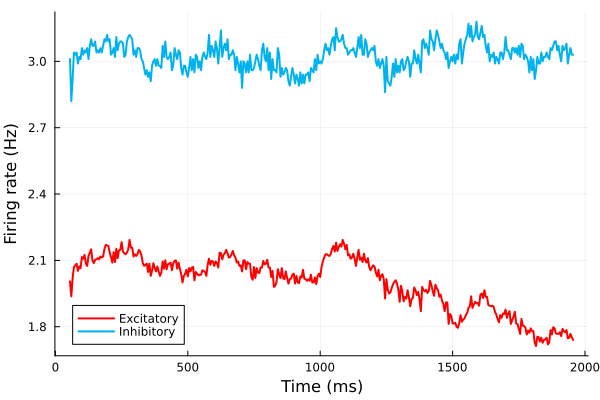 Firing rate (Hz)
3.0
2.7
2.4
2.1
1.8
Excitatory
Inhibitory
0
500
1000
1500
2000
Time (ms)